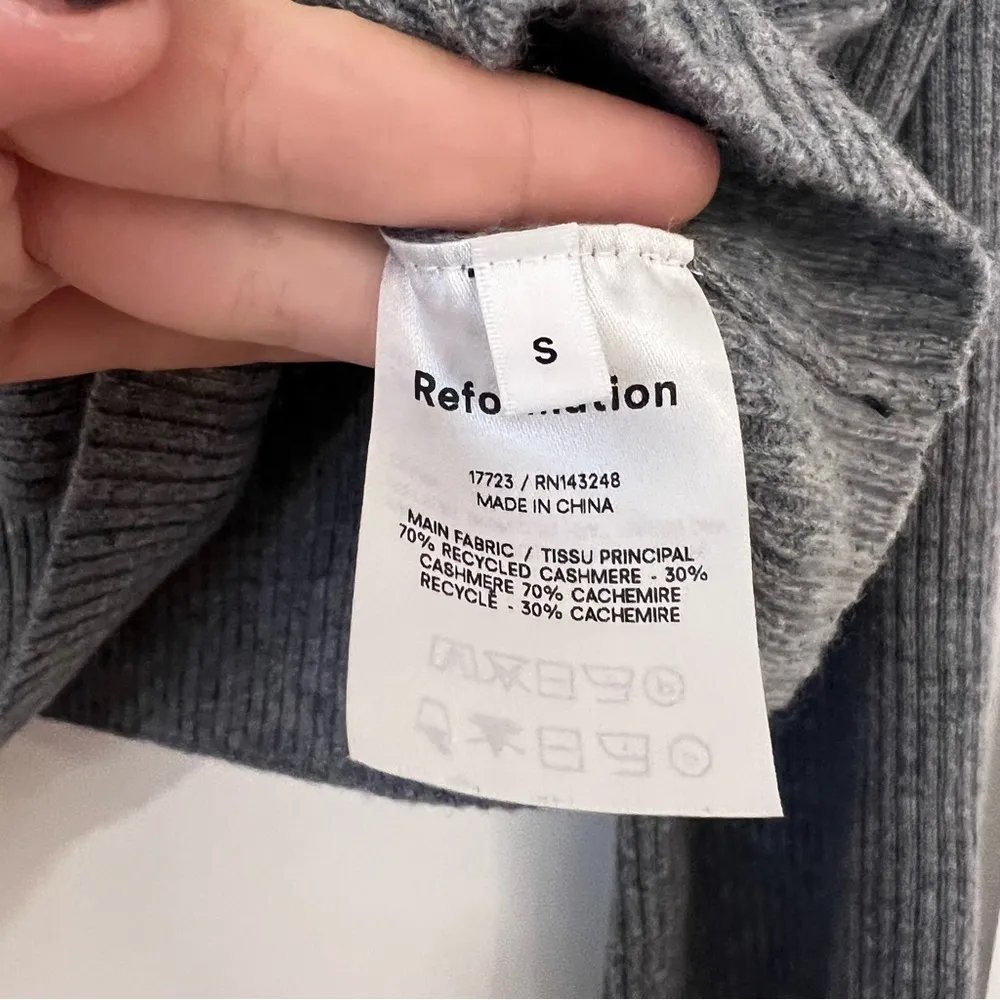 S
Refo mation
17723 / RN143248
MADE IN CHINA
MAIN FABRIC / TISSU PRINCIPAL
70% RECYCLED CASHMERE - 30%
CASHMERE 70% CACHEMIRE
RECYCLÉ - 30% CACHEMIRE